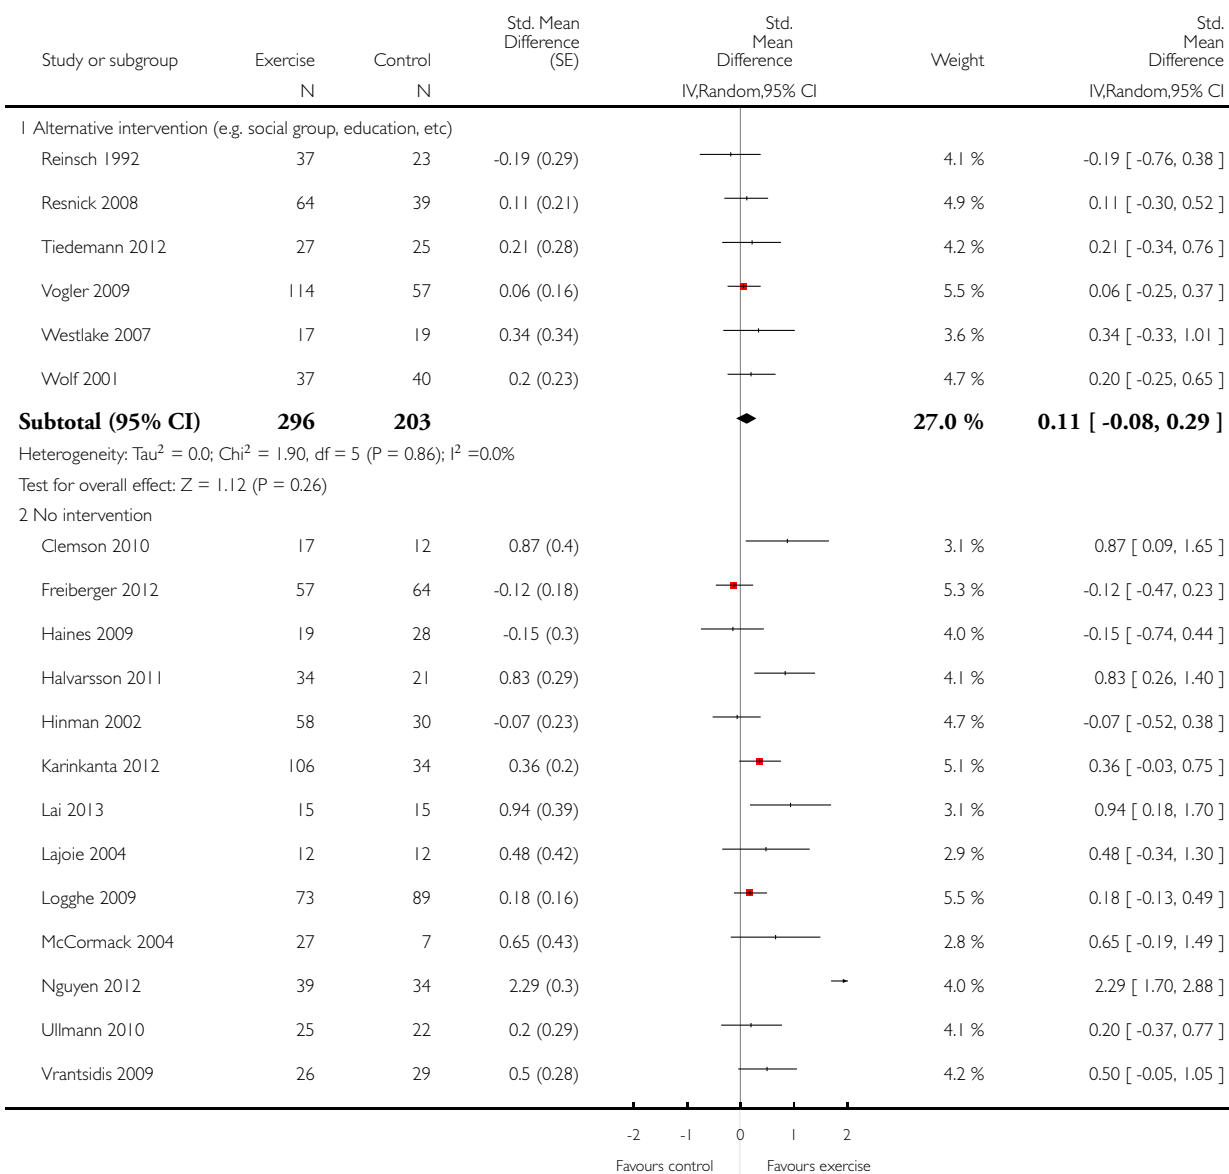 Study or subgroup Exercise Control Std. Mean Difference (SE) Std. Mean Difference Weight Std. Mean Difference
N N IV,Random,95% CI IV,Random,95% CI
1 Alternative intervention (e.g. social group, education, etc)
Reinsch 1992 37 23 -0.19 (0.29) 4.1 % -0.19 [ -0.76, 0.38 ]
Resnick 2008 64 39 0.11 (0.21) 4.9 % 0.11 [ -0.30, 0.52 ]
Tiedemann 2012 27 25 0.21 (0.28) 4.2 % 0.21 [ -0.34, 0.76 ]
Vogler 2009 114 57 0.06 (0.16) 5.5 % 0.06 [ -0.25, 0.37 ]
Westlake 2007 17 19 0.34 (0.34) 3.6 % 0.34 [ -0.33, 1.01 ]
Wolf 2001 37 40 0.2 (0.23) 4.7 % 0.20 [ -0.25, 0.65 ]
Subtotal (95% CI) 296 203 27.0 % 0.11 [ -0.08, 0.29 ]
Heterogeneity: Tau² = 0.0; Chi² = 1.90, df = 5 (P = 0.86); I² =0.0%
Test for overall effect: Z = 1.12 (P = 0.26)
2 No intervention
Clemson 2010 17 12 0.87 (0.4) 3.1 % 0.87 [ 0.09, 1.65 ]
Freiberger 2012 57 64 -0.12 (0.18) 5.3 % -0.12 [ -0.47, 0.23 ]
Haines 2009 19 28 -0.15 (0.3) 4.0 % -0.15 [ -0.74, 0.44 ]
Halvarsson 2011 34 21 0.83 (0.29) 4.1 % 0.83 [ 0.26, 1.40 ]
Hinman 2002 58 30 -0.07 (0.23) 4.7 % -0.07 [ -0.52, 0.38 ]
Karinkanta 2012 106 34 0.36 (0.2) 5.1 % 0.36 [ -0.03, 0.75 ]
Lai 2013 15 15 0.94 (0.39) 3.1 % 0.94 [ 0.18, 1.70 ]
Lajoie 2004 12 12 0.48 (0.42) 2.9 % 0.48 [ -0.34, 1.30 ]
Logghe 2009 73 89 0.18 (0.16) 5.5 % 0.18 [ -0.13, 0.49 ]
McCormack 2004 27 7 0.65 (0.43) 2.8 % 0.65 [ -0.19, 1.49 ]
Nguyen 2012 39 34 2.29 (0.3) 4.0 % 2.29 [ 1.70, 2.88 ]
Ullmann 2010 25 22 0.2 (0.29) 4.1 % 0.20 [ -0.37, 0.77 ]
Vrantsidis 2009 26 29 0.5 (0.28) 4.2 % 0.50 [ -0.05, 1.05 ]
-2 -1 0 1 2
Favours control Favours exercise